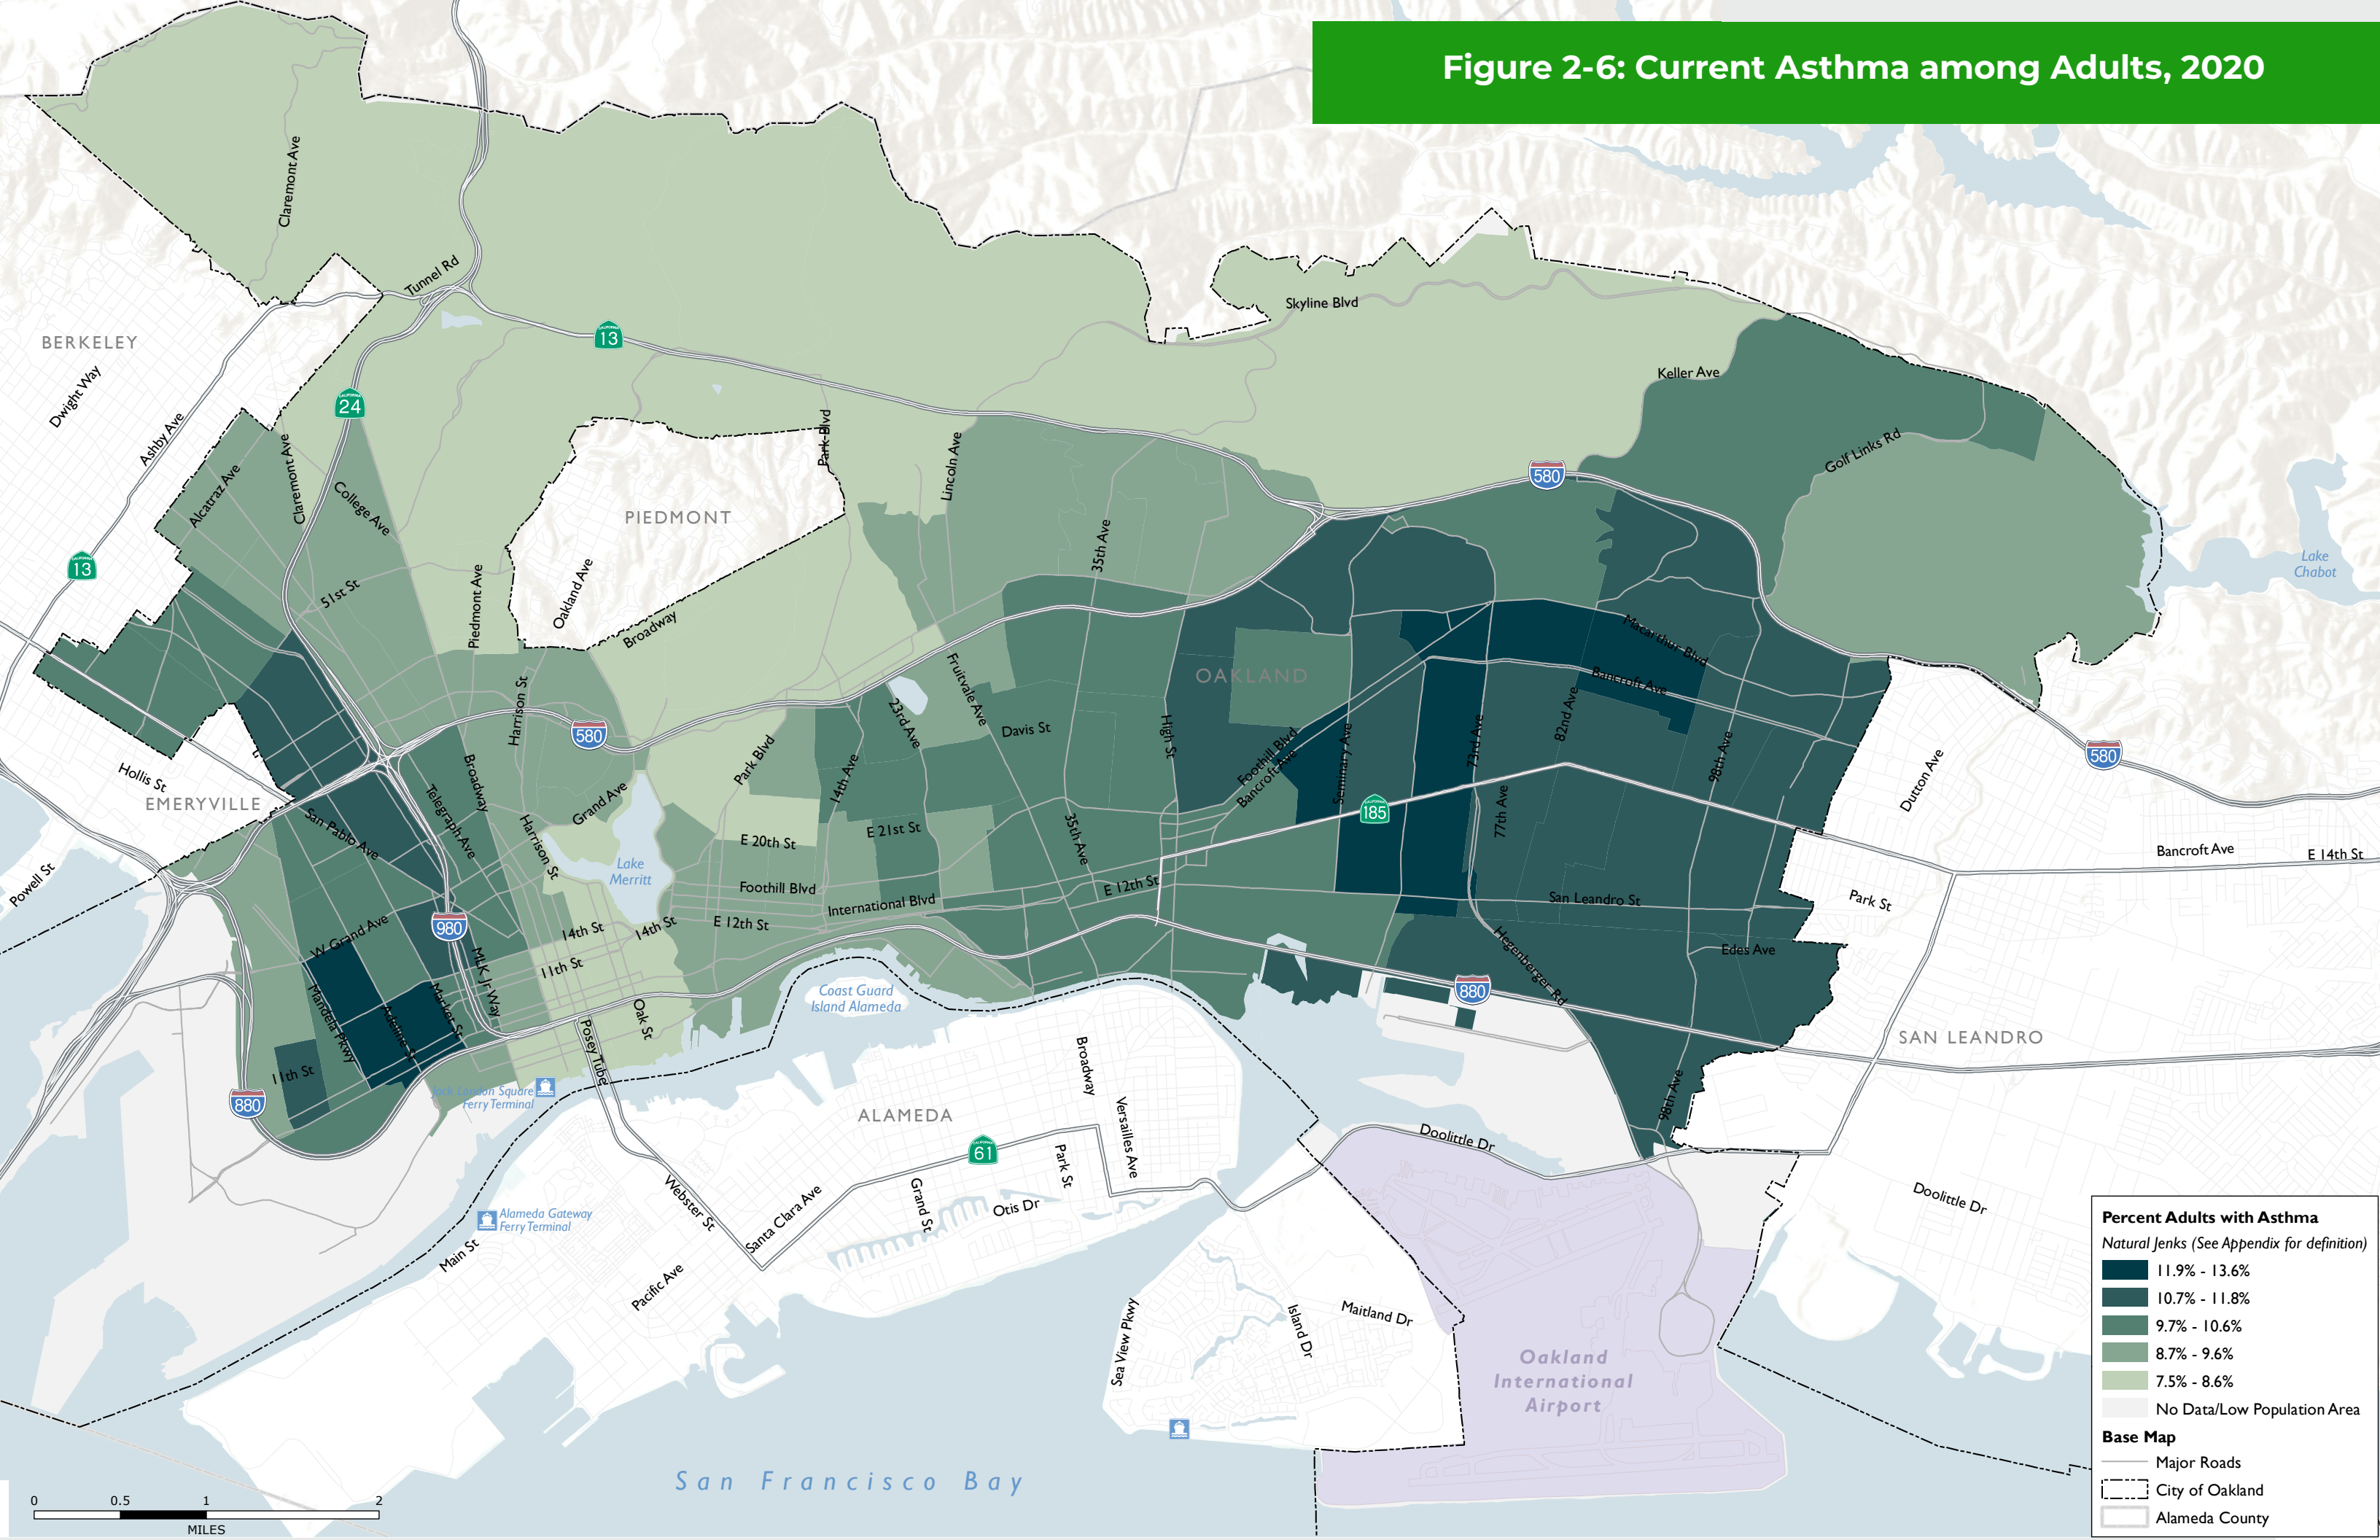 Figure 2-6: Current Asthma among Adults, 2020
Claremont Ave
Tunnel Rd
Skyline Blvd
13
BERKELEY
Dwight Way
Keller Ave
24
Ashby Ave
Claremont Ave
Park Blvd
Lincoln Ave
Golf Links Rd
580
Alcatraz Ave
College Ave
PIEDMONT
35th Ave
13
Lake
Chabot
51st St
Piedmont Ave
Oakland Ave
Broadway
Macarthur Blvd
OAKLAND
Bancroft Ave
Fruitvale Ave
Harrison St
23rd Ave
Davis St
High St
82nd Ave
73rd Ave
98th Ave
580
580
Hollis St
EMERYVILLE
Broadway
Park Blvd
14th Ave
Foothill Blvd
Bancroft Ave
Seminary Ave
Dutton Ave
Telegraph Ave
Grand Ave
185
77th Ave
San Pablo Ave
Harrison St
E 20th St
E 21st St
35th Ave
Bancroft Ave
E 14th St
Lake
Merritt
Powell St
Foothill Blvd
E 12th St
International Blvd
San Leandro St
Park St
980
W Grand Ave
14th St
14th St
E 12th St
Edes Ave
11th St
MLK Jr Way
Hegenberger Rd
880
Mandela Pkwy
Adeline St
Market St
Oak St
Coast Guard
Island Alameda
SAN LEANDRO
Posey Tube
11th St
880
Jack London Square
Ferry Terminal
Broadway
Versailles Ave
98th Ave
ALAMEDA
61
Park St
Doolittle Dr
Webster St
Santa Clara Ave
Grand St
Otis Dr
Doolittle Dr
Alameda Gateway
Ferry Terminal
Main St
Pacific Ave
Sea View Pkwy
Island Dr
Maitland Dr
Oakland
International
Airport
San Francisco Bay
0 0.5 1 2
MILES
Percent Adults with Asthma
Natural Jenks (See Appendix for definition)
11.9% - 13.6%
10.7% - 11.8%
9.7% - 10.6%
8.7% - 9.6%
7.5% - 8.6%
No Data/Low Population Area
Base Map
Major Roads
City of Oakland
Alameda County